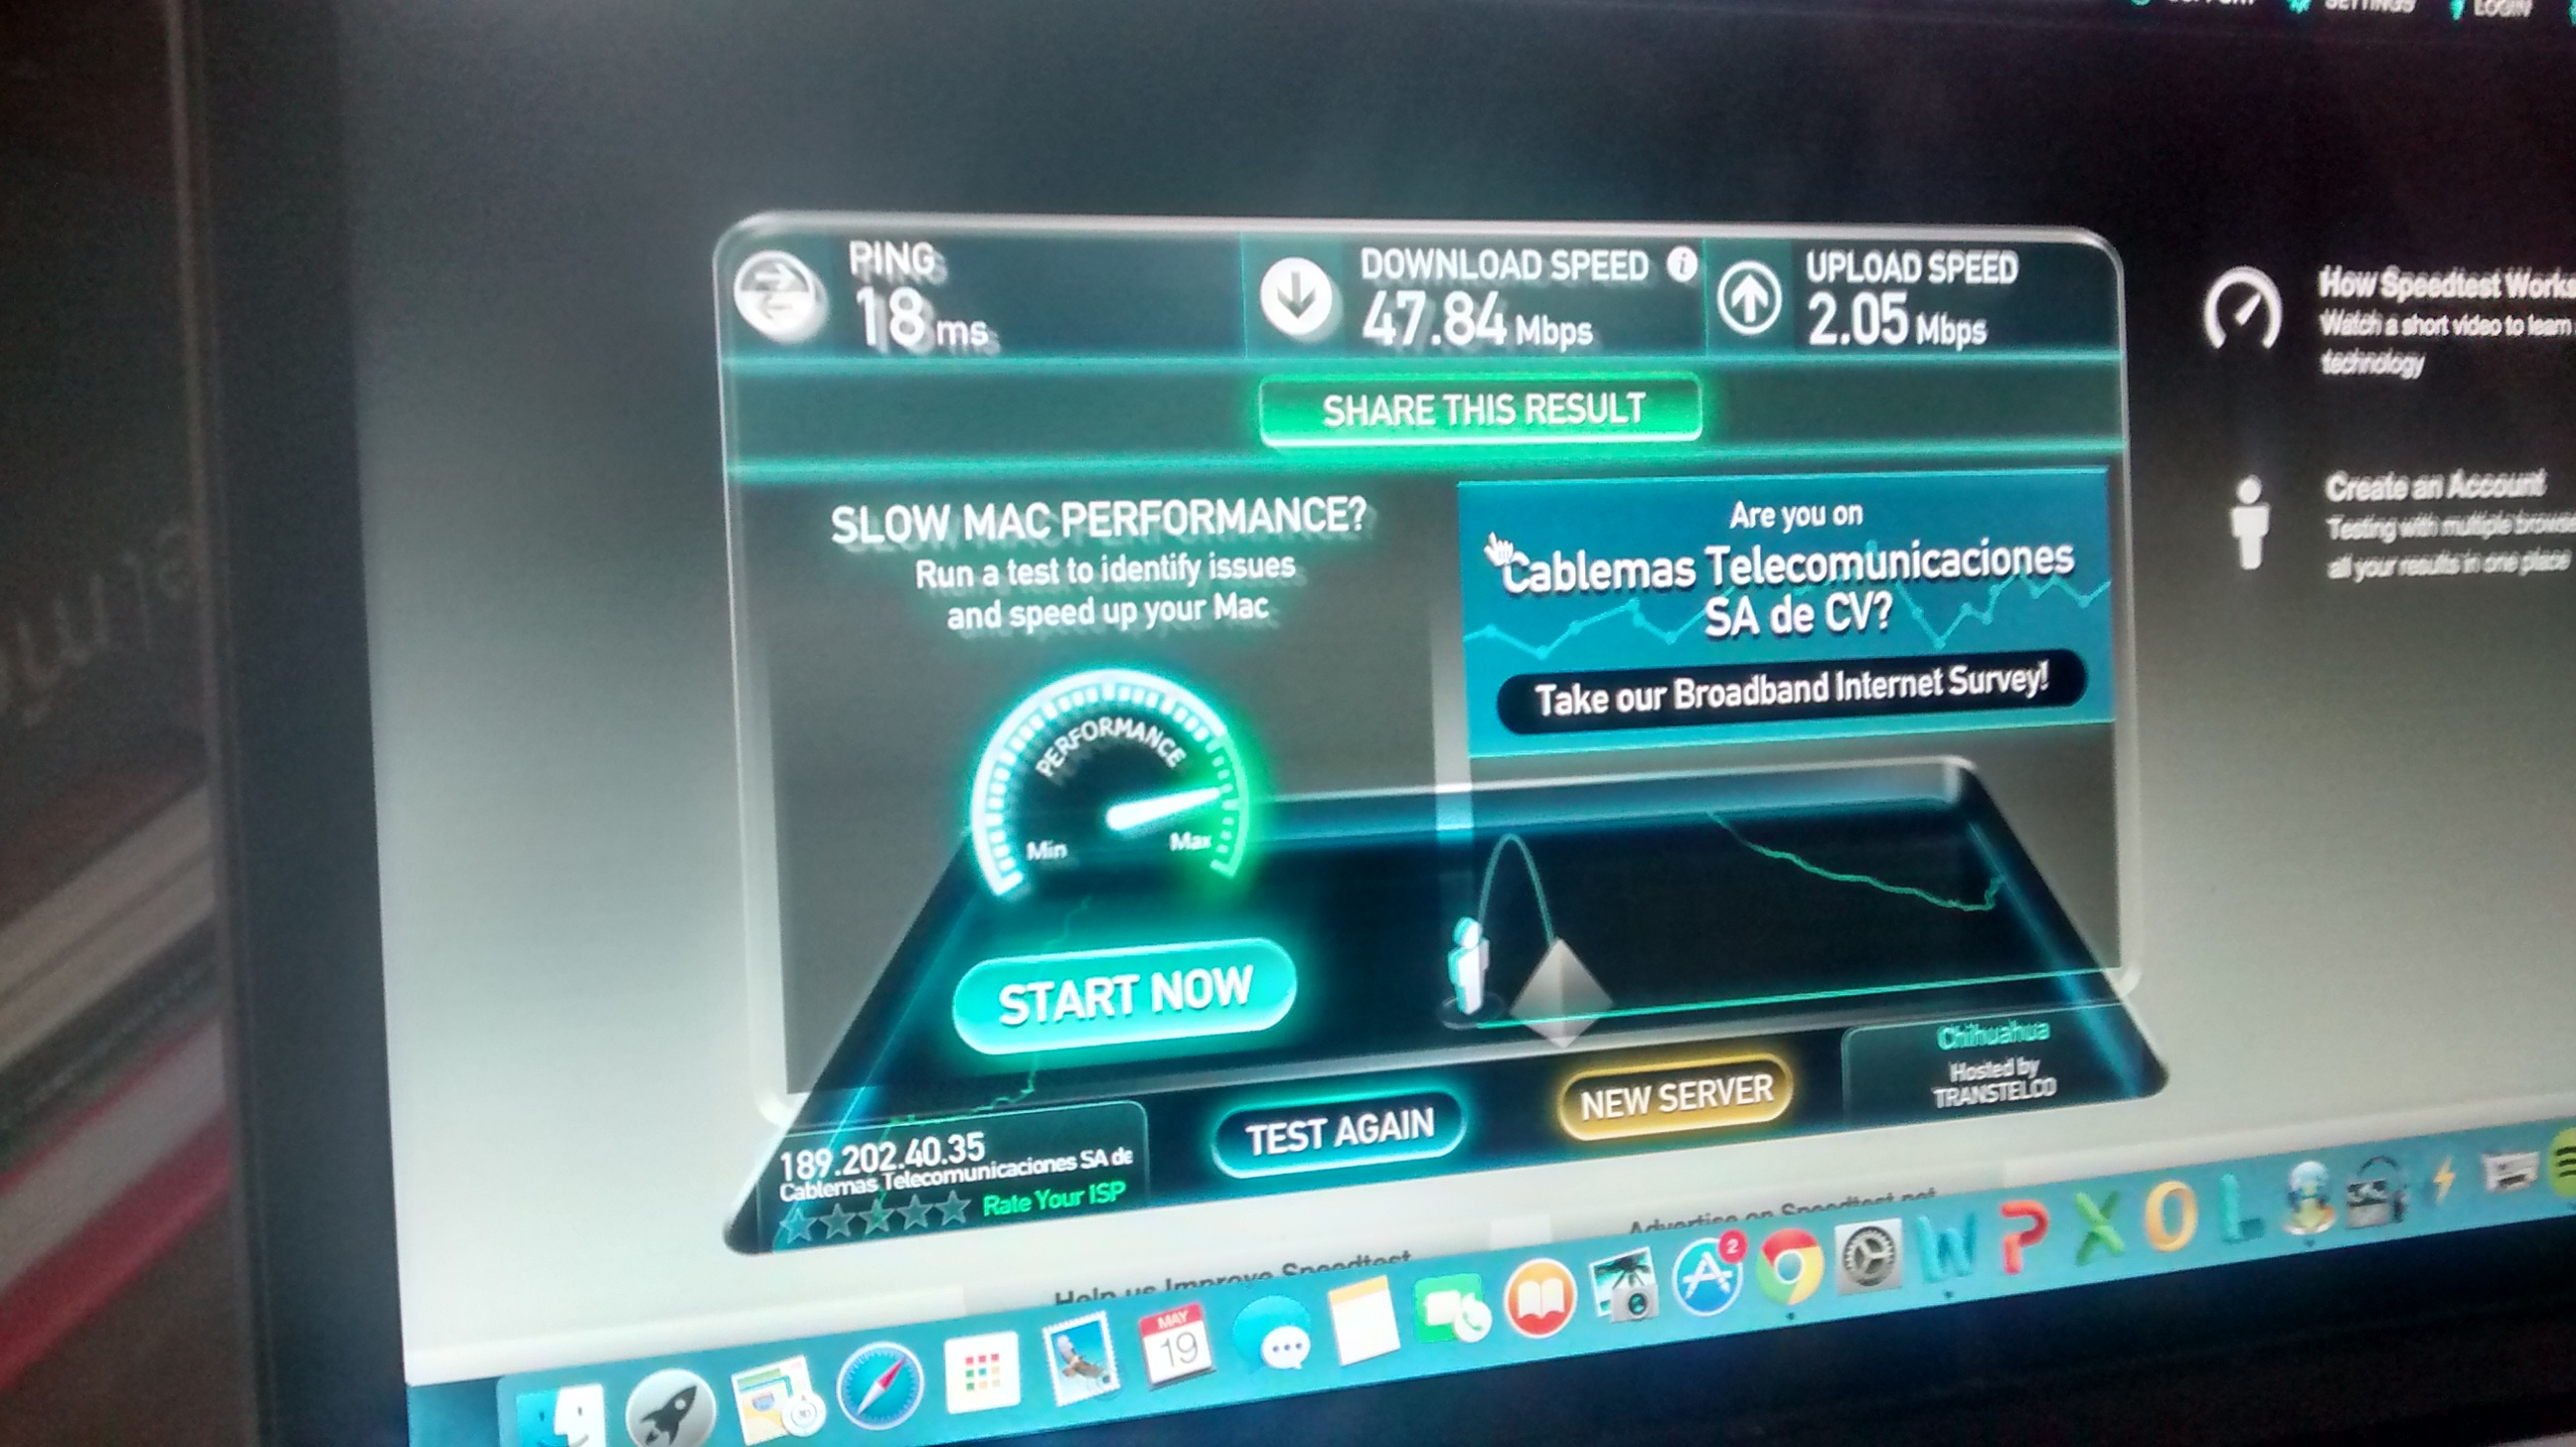 SETTINGS
LOGIN
PING
18 ms
DOWNLOAD SPEED
47.84 Mbps
UPLOAD SPEED
2.05 Mbps
SHARE THIS RESULT
SLOW MAC PERFORMANCE?
Run a test to identify issues
and speed up your Mac
PERFORMANCE
Min
Max
START NOW
Are you on
Cablemas Telecomunicaciones
SA de CV?
Take our Broadband Internet Survey!
How Speedtest Works
Watch a short video to learn
technology
Create an Account
Testing with multiple
all your results in one place
Chihuahua
Hosted by
TRANSTELCO
NEW SERVER
TEST AGAIN
189.202.40.35
Cablemas Telecomunicaciones SA de
Rate Your ISP
Advertise on Speedtest.net
Help us Improve Speedtest
2
MAY
19
W
P
X
O
L